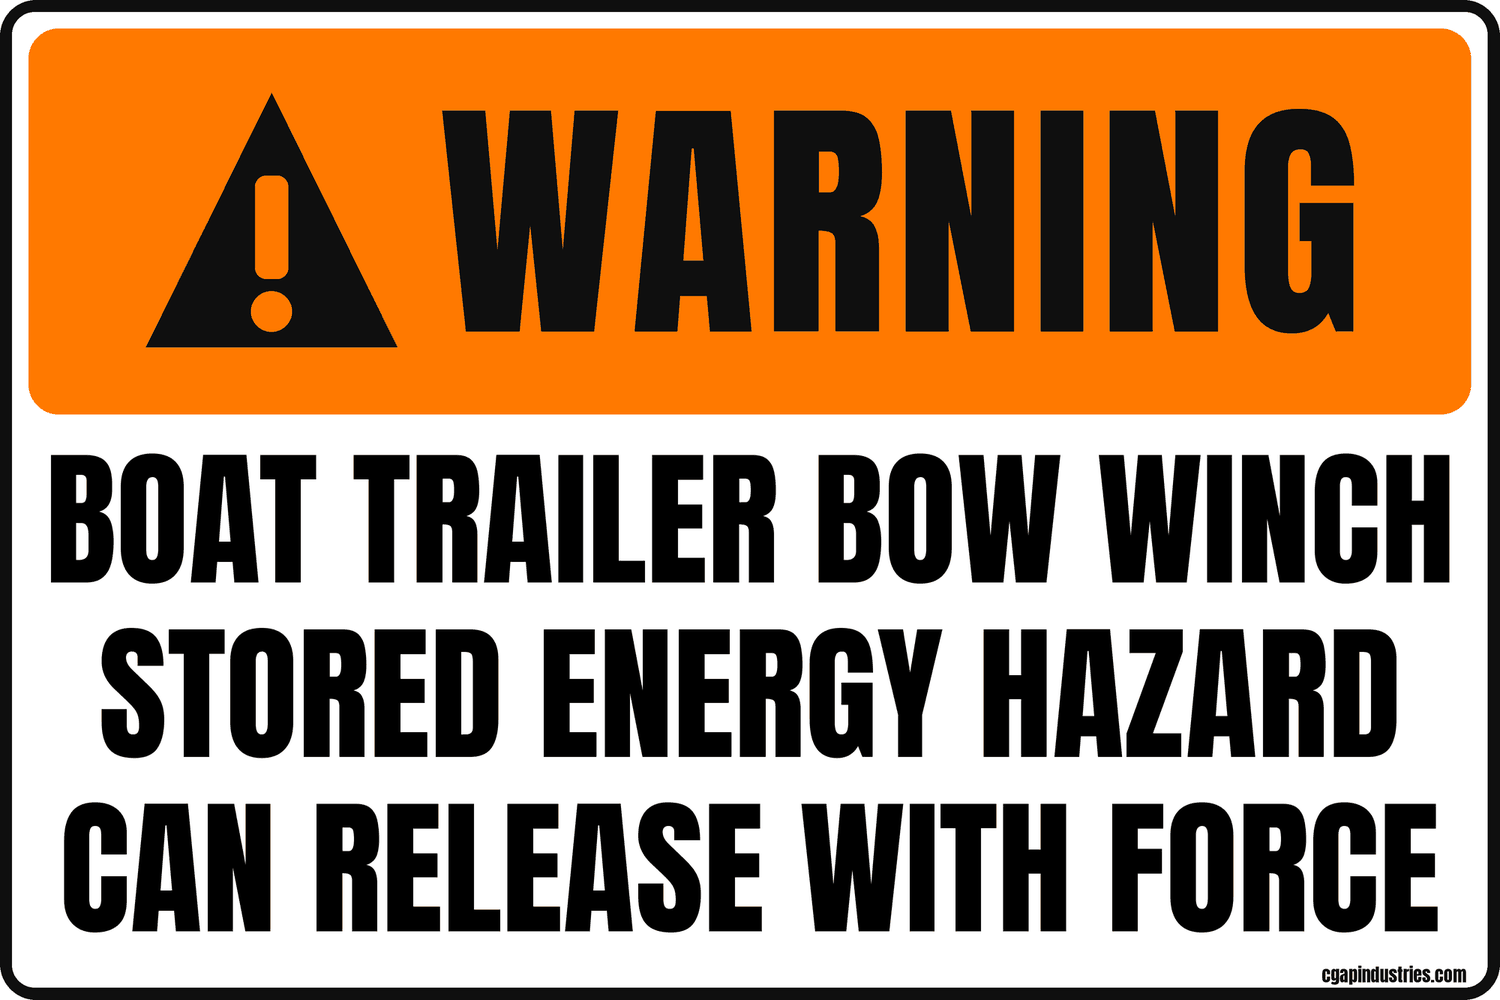 WARNING
BOAT TRAILER BOW WINCH
STORED ENERGY HAZARD
CAN RELEASE WITH FORCE
cgapindustries.com